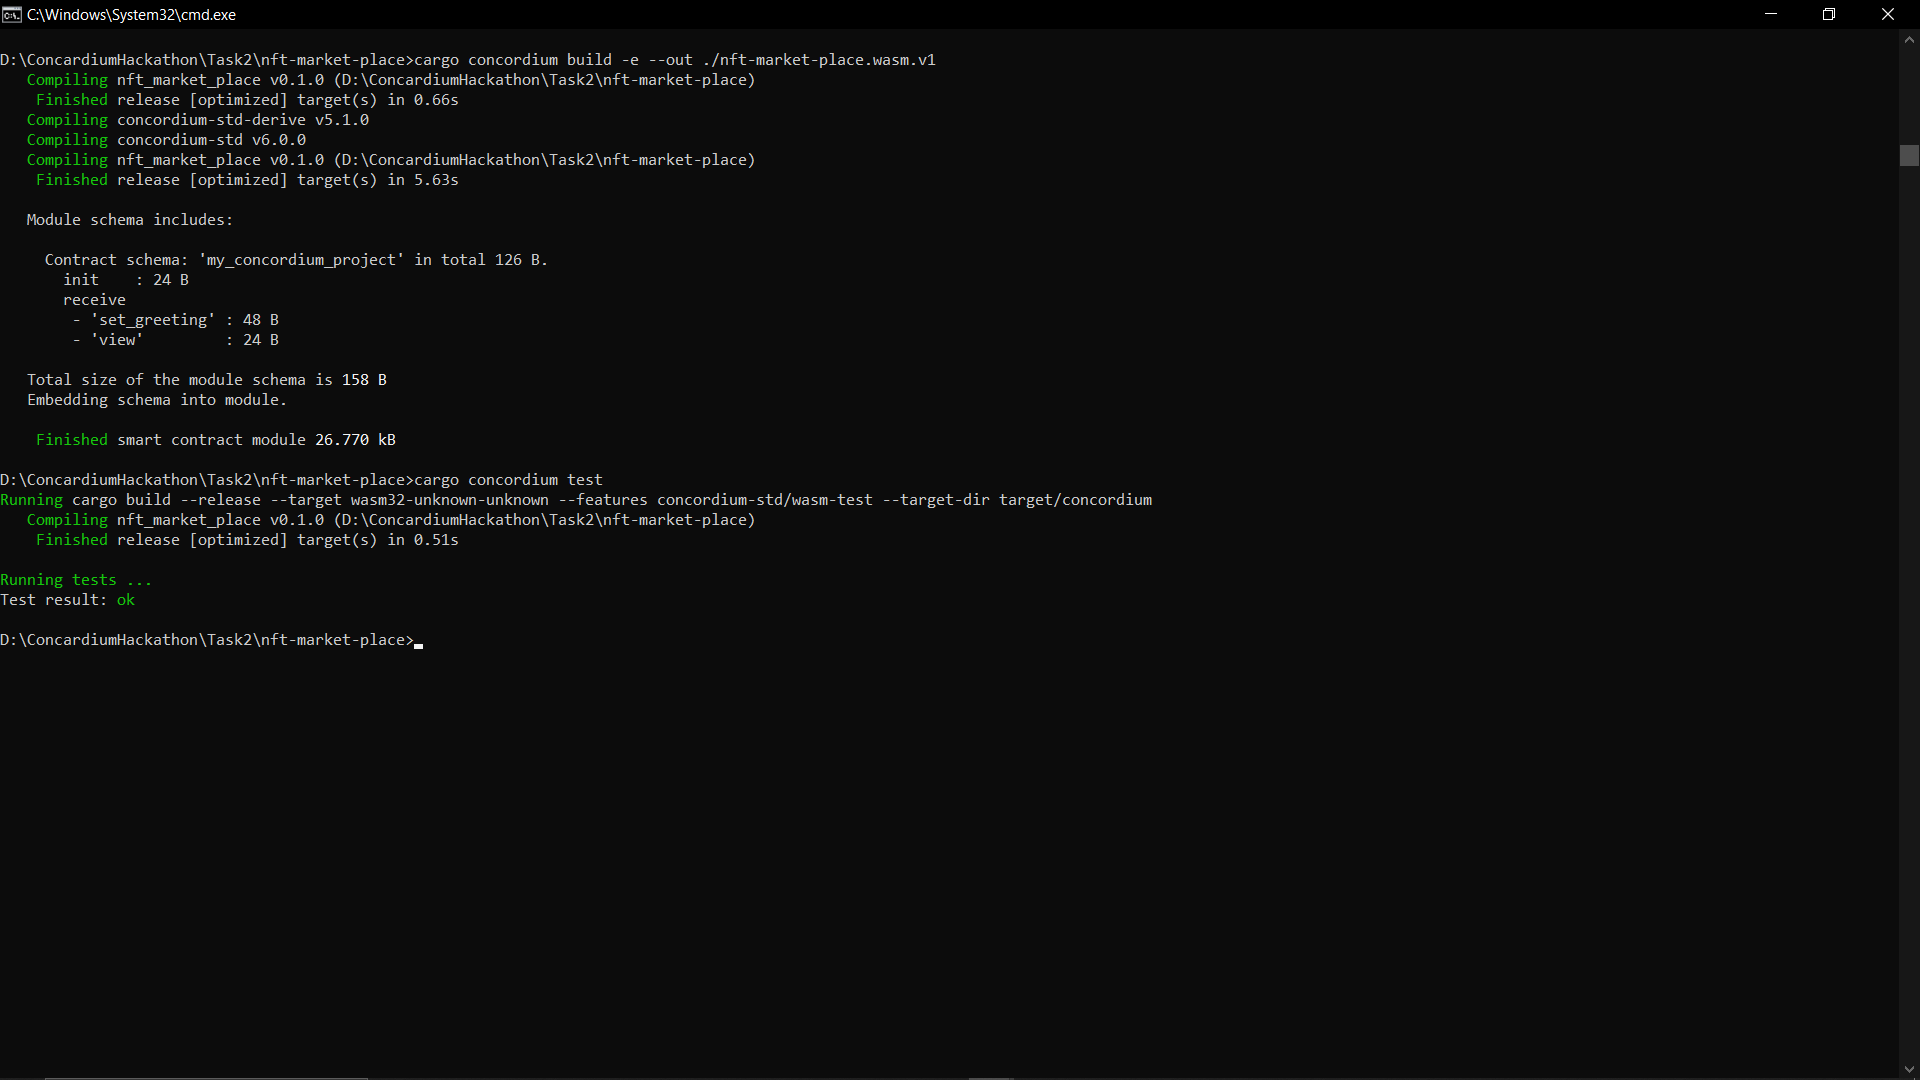 C:\Windows\System32\cmd.exe
D:\ConcardiumHackathon\Task2\nft-market-place>cargo concordium build -e --out ./nft-market-place.wasm.v1
Compiling nft_market_place v0.1.0 (D:\ConcardiumHackathon\Task2\nft-market-place)
Finished release [optimized] target(s) in 0.66s
Compiling concordium-std-derive v5.1.0
Compiling concordium-std v6.0.0
Compiling nft_market_place v0.1.0 (D:\ConcardiumHackathon\Task2\nft-market-place)
Finished release [optimized] target(s) in 5.63s
Module schema includes:
Contract schema: 'my_concordium_project' in total 126 B.
init    : 24 B
receive
- 'set_greeting' : 48 B
- 'view'         : 24 B
Total size of the module schema is 158 B
Embedding schema into module.
Finished smart contract module 26.770 kB
D:\ConcardiumHackathon\Task2\nft-market-place>cargo concordium test
Running cargo build --release --target wasm32-unknown-unknown --features concordium-std/wasm-test --target-dir target/concordium
Compiling nft_market_place v0.1.0 (D:\ConcardiumHackathon\Task2\nft-market-place)
Finished release [optimized] target(s) in 0.51s
Running tests ...
Test result: ok
D:\ConcardiumHackathon\Task2\nft-market-place>